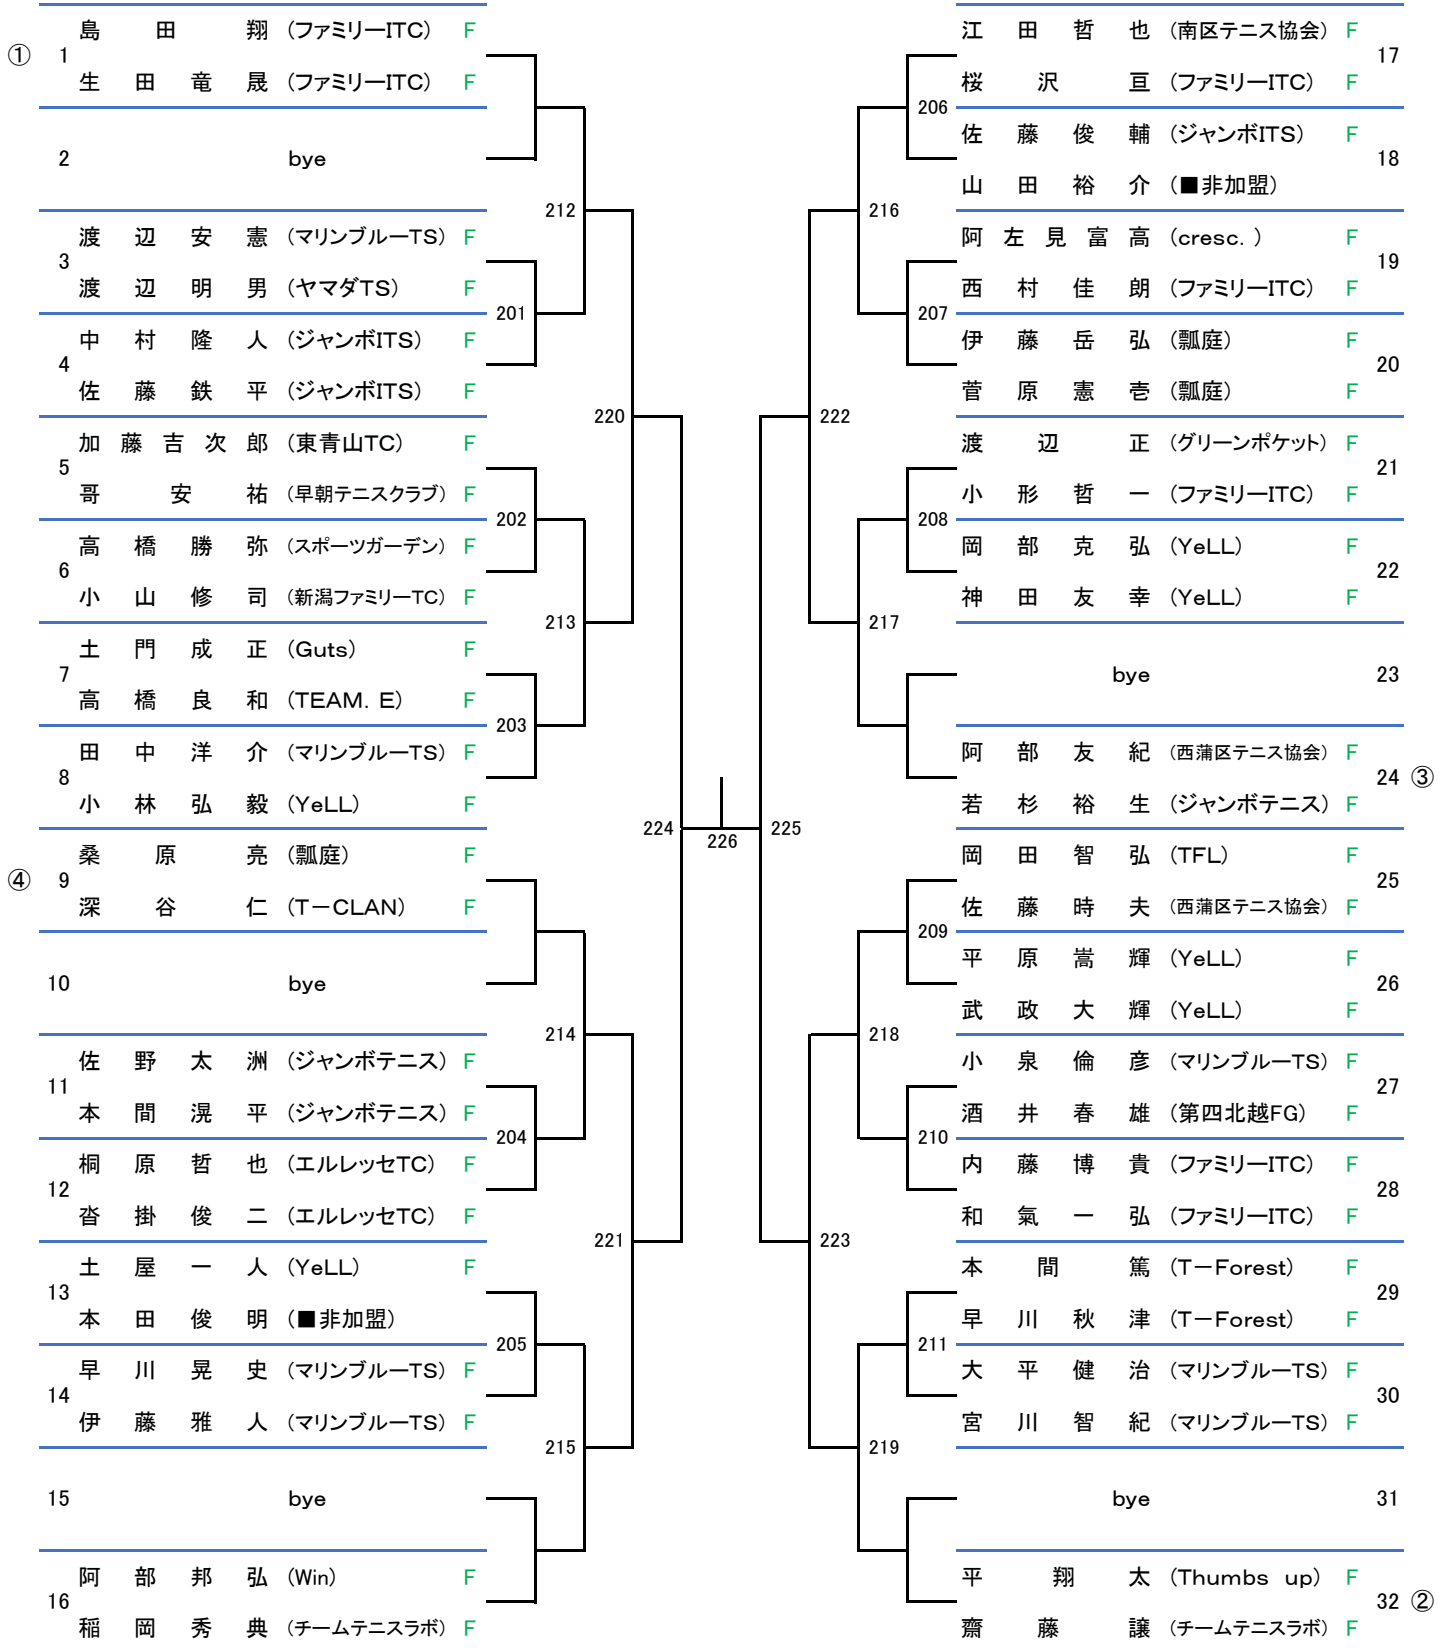 島田翔 (ファミリーITC) F
① 1
生田竜晟 (ファミリーITC) F
2 bye
212
渡辺安憲 (マリンブルーTS) F
3
渡辺明男 (ヤマダTS) F
201
中村隆人 (ジャンボITS) F
4
佐藤鉄平 (ジャンボITS) F
220
加藤吉次郎 (東青山TC) F
5
哥安祐 (早朝テニスクラブ) F
202
高橋勝弥 (スポーツガーデン) F
6
小山修司 (新潟ファミリーTC) F
213
土門成正 (Guts) F
7
高橋良和 (TEAM.E) F
203
田中洋介 (マリンブルーTS) F
8
小林弘毅 (YeLL) F
224
桑原亮 (瓢庭) F
④ 9
深谷仁 (T－CLAN) F
10 bye
214
佐野太洲 (ジャンボテニス) F
11
本間滉平 (ジャンボテニス) F
204
桐原哲也 (エルレッセTC) F
12
沓掛俊二 (エルレッセTC) F
221
土屋一人 (YeLL) F
13
本田俊明 (■非加盟)
205
早川晃史 (マリンブルーTS) F
14
伊藤雅人 (マリンブルーTS) F
215
15 bye
阿部邦弘 (Win) F
16
稲岡秀典 (チームテニスラボ) F
226
江田哲也 (南区テニス協会) F
17
桜沢亘 (ファミリーITC) F
206
佐藤俊輔 (ジャンボITS) F
18
山田裕介 (■非加盟)
216
阿左見富高 (cresc.) F
19
西村佳朗 (ファミリーITC) F
207
伊藤岳弘 (瓢庭) F
20
菅原憲壱 (瓢庭) F
222
渡辺正 (グリーンポケット) F
21
小形哲一 (ファミリーITC) F
208
岡部克弘 (YeLL) F
22
神田友幸 (YeLL) F
217
bye 23
阿部友紀 (西蒲区テニス協会) F
24 ③
若杉裕生 (ジャンボテニス) F
225
岡田智弘 (TFL) F
25
佐藤時夫 (西蒲区テニス協会) F
209
平原嵩輝 (YeLL) F
26
武政大輝 (YeLL) F
218
小泉倫彦 (マリンブルーTS) F
27
酒井春雄 (第四北越FG) F
210
内藤博貴 (ファミリーITC) F
28
和氣一弘 (ファミリーITC) F
223
本間篤 (T－Forest) F
29
早川秋津 (T－Forest) F
211
大平健治 (マリンブルーTS) F
30
宮川智紀 (マリンブルーTS) F
219
bye 31
平翔太 (Thumbs up) F
32 ②
齋藤譲 (チームテニスラボ) F